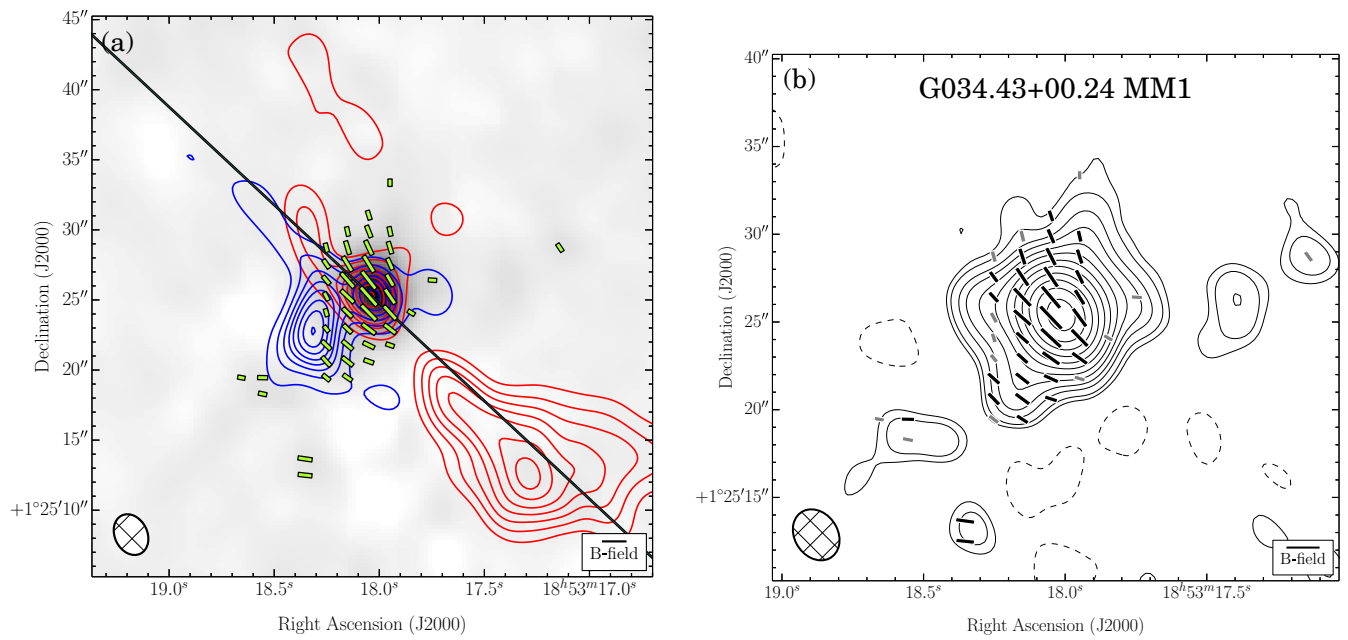 (a)
45″
40″
35″
30″
25″
20″
15″
+1°25′10″
Declination (J2000)
19.0ˢ
18.5ˢ
18.0ˢ
17.5ˢ
18ʰ53ᵐ17.0ˢ
Right Ascension (J2000)
B-field
(b)
G034.43+00.24 MM1
40″
35″
30″
25″
20″
+1°25′15″
Declination (J2000)
19.0ˢ
18.5ˢ
18.0ˢ
18ʰ53ᵐ17.5ˢ
Right Ascension (J2000)
B-field